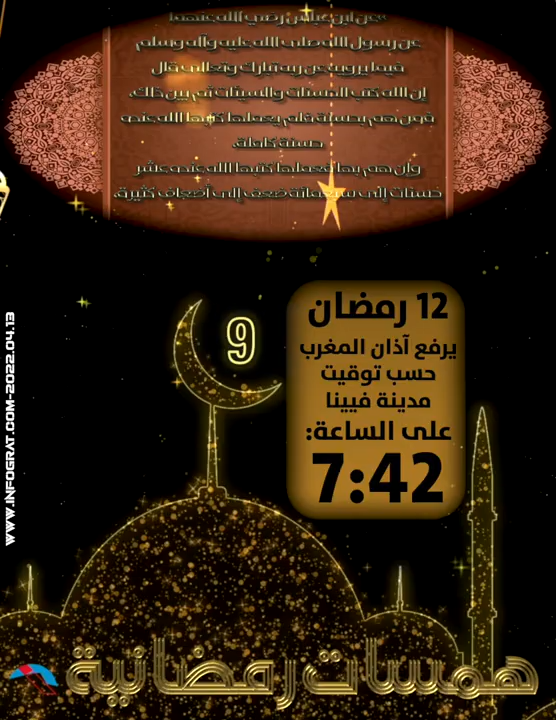 عن ابن عباس رضي الله عنهما
عن رسول الله صلى الله عليه وآله وسلم
فيما يرويه عن ربه تبارك وتعالى قال
إن الله كتب الحسنات والسيئات ثم بين ذلك،
فمن هم بحسنة فلم يعملها كتبها الله عنده
حسنة كاملة،
وإن هم بها فعملها كتبها الله عنده عشر
حسنات إلى سبعمائة ضعف إلى أضعاف كثيرة،
9
12 رمضان
يرفع آذان المغرب
حسب توقيت
مدينة فيينا
على الساعة:
7:42
WWW.INFOGRAT.COM-2022.04.13
همسات رمضانية